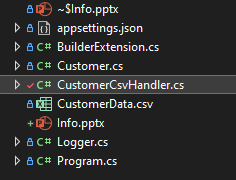 ~$Info.pptx
appsettings.json
C# BuilderExtension.cs
C# Customer.cs
C# CustomerCsvHandler.cs
CustomerData.csv
Info.pptx
C# Logger.cs
C# Program.cs